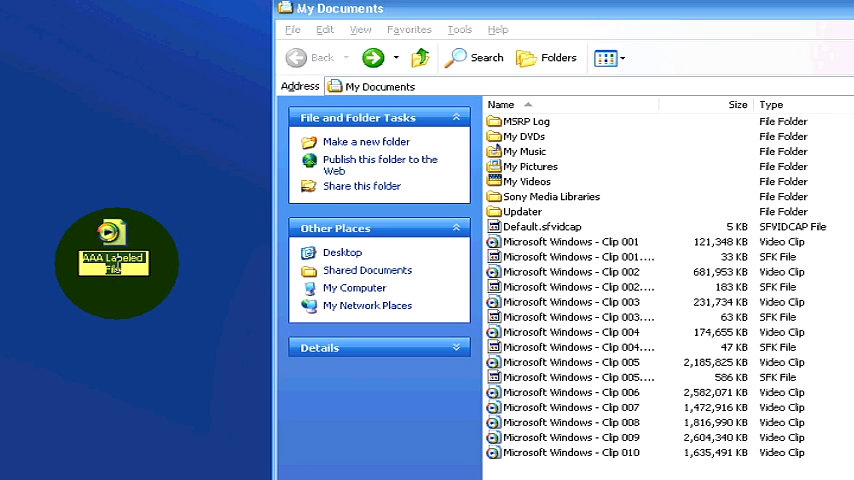 My Documents
File Edit View Favorites Tools Help
Back Search Folders
Address My Documents
File and Folder Tasks
Make a new folder
Publish this folder to the
Web
Share this folder
Other Places
Desktop
Shared Documents
My Computer
My Network Places
Details
Name Size Type
MSRP Log File Folder
My DVDs File Folder
My Music File Folder
My Pictures File Folder
My Videos File Folder
Sony Media Libraries File Folder
Updater File Folder
Default.sfvidcap 5 KB SFVIDCAP File
Microsoft Windows - Clip 001 121,348 KB Video Clip
Microsoft Windows - Clip 001.... 33 KB SFK File
Microsoft Windows - Clip 002 681,953 KB Video Clip
Microsoft Windows - Clip 002.... 183 KB SFK File
Microsoft Windows - Clip 003 231,734 KB Video Clip
Microsoft Windows - Clip 003.... 63 KB SFK File
Microsoft Windows - Clip 004 174,655 KB Video Clip
Microsoft Windows - Clip 004.... 47 KB SFK File
Microsoft Windows - Clip 005 2,185,825 KB Video Clip
Microsoft Windows - Clip 005.... 586 KB SFK File
Microsoft Windows - Clip 006 2,582,071 KB Video Clip
Microsoft Windows - Clip 007 1,472,916 KB Video Clip
Microsoft Windows - Clip 008 1,816,990 KB Video Clip
Microsoft Windows - Clip 009 2,604,340 KB Video Clip
Microsoft Windows - Clip 010 1,635,491 KB Video Clip
AAA Labeled
File